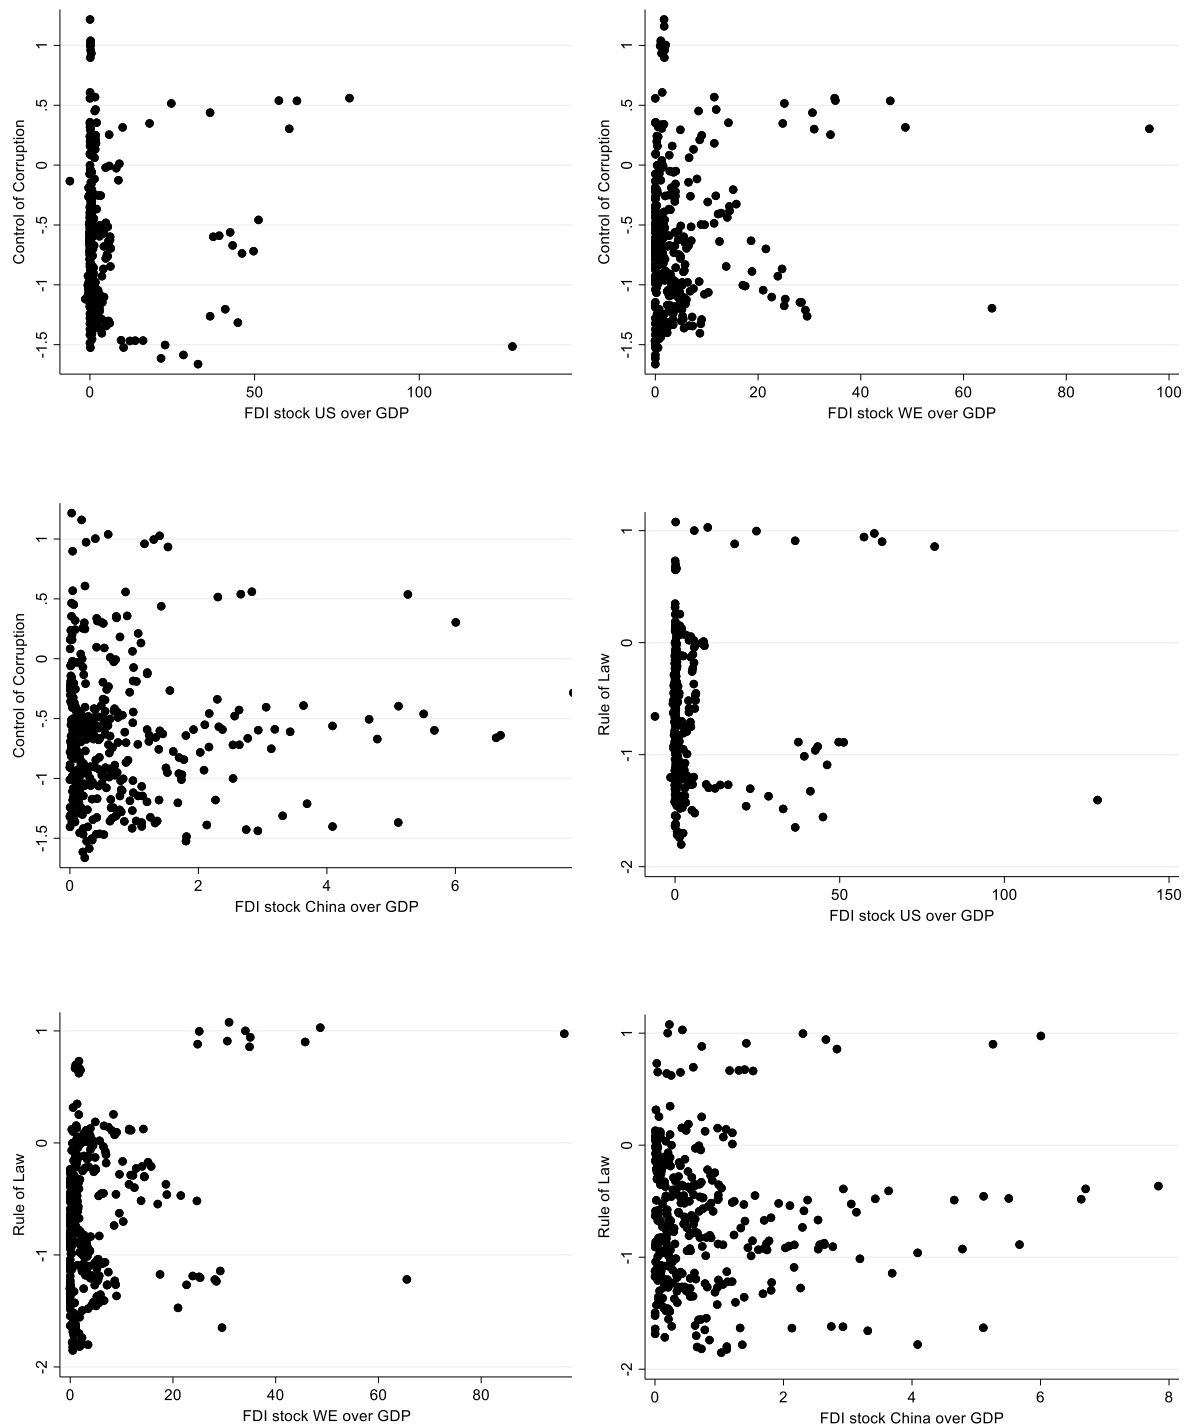 1
.5
0
-.5
-1
-1.5
Control of Corruption
0 50 100
FDI stock US over GDP
1
.5
0
-.5
-1
-1.5
Control of Corruption
0 20 40 60 80 100
FDI stock WE over GDP
1
.5
0
-.5
-1
-1.5
Control of Corruption
0 2 4 6
FDI stock China over GDP
1
0
-1
-2
Rule of Law
0 50 100 150
FDI stock US over GDP
1
0
-1
-2
Rule of Law
0 20 40 60 80
FDI stock WE over GDP
1
0
-1
-2
Rule of Law
0 2 4 6 8
FDI stock China over GDP